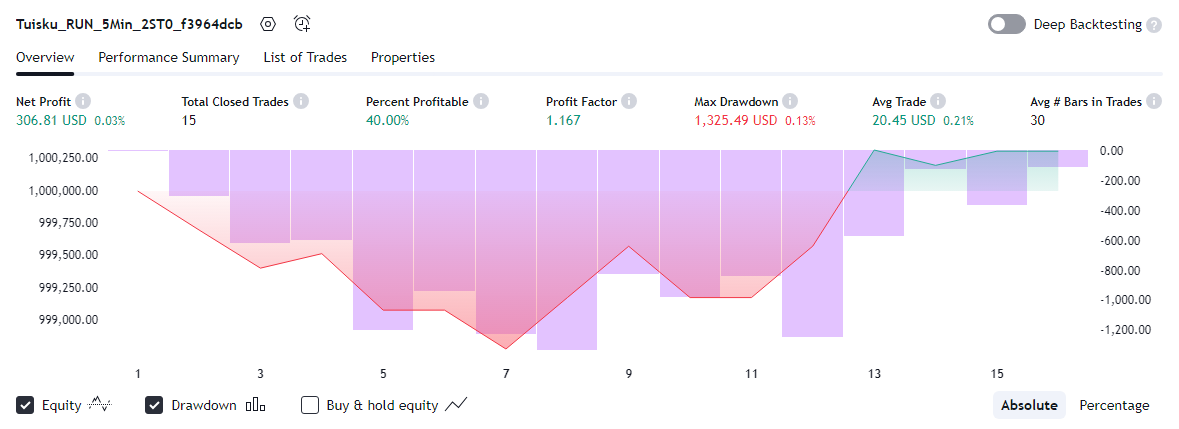 Tuisku_RUN_5Min_2ST0_f3964dcb Deep Backtesting ?
Overview Performance Summary List of Trades Properties
Net Profit i Total Closed Trades i Percent Profitable i Profit Factor i Max Drawdown i Avg Trade i Avg # Bars in Trades i
306.81 USD 0.03% 15 40.00% 1.167 1,325.49 USD 0.13% 20.45 USD 0.21% 30
1,000,250.00 0.00
1,000,000.00 -200.00
999,750.00 -400.00
999,500.00 -600.00
999,250.00 -800.00
999,000.00 -1,000.00
-1,200.00
1 3 5 7 9 11 13 15
Equity Drawdown Buy & hold equity Absolute Percentage